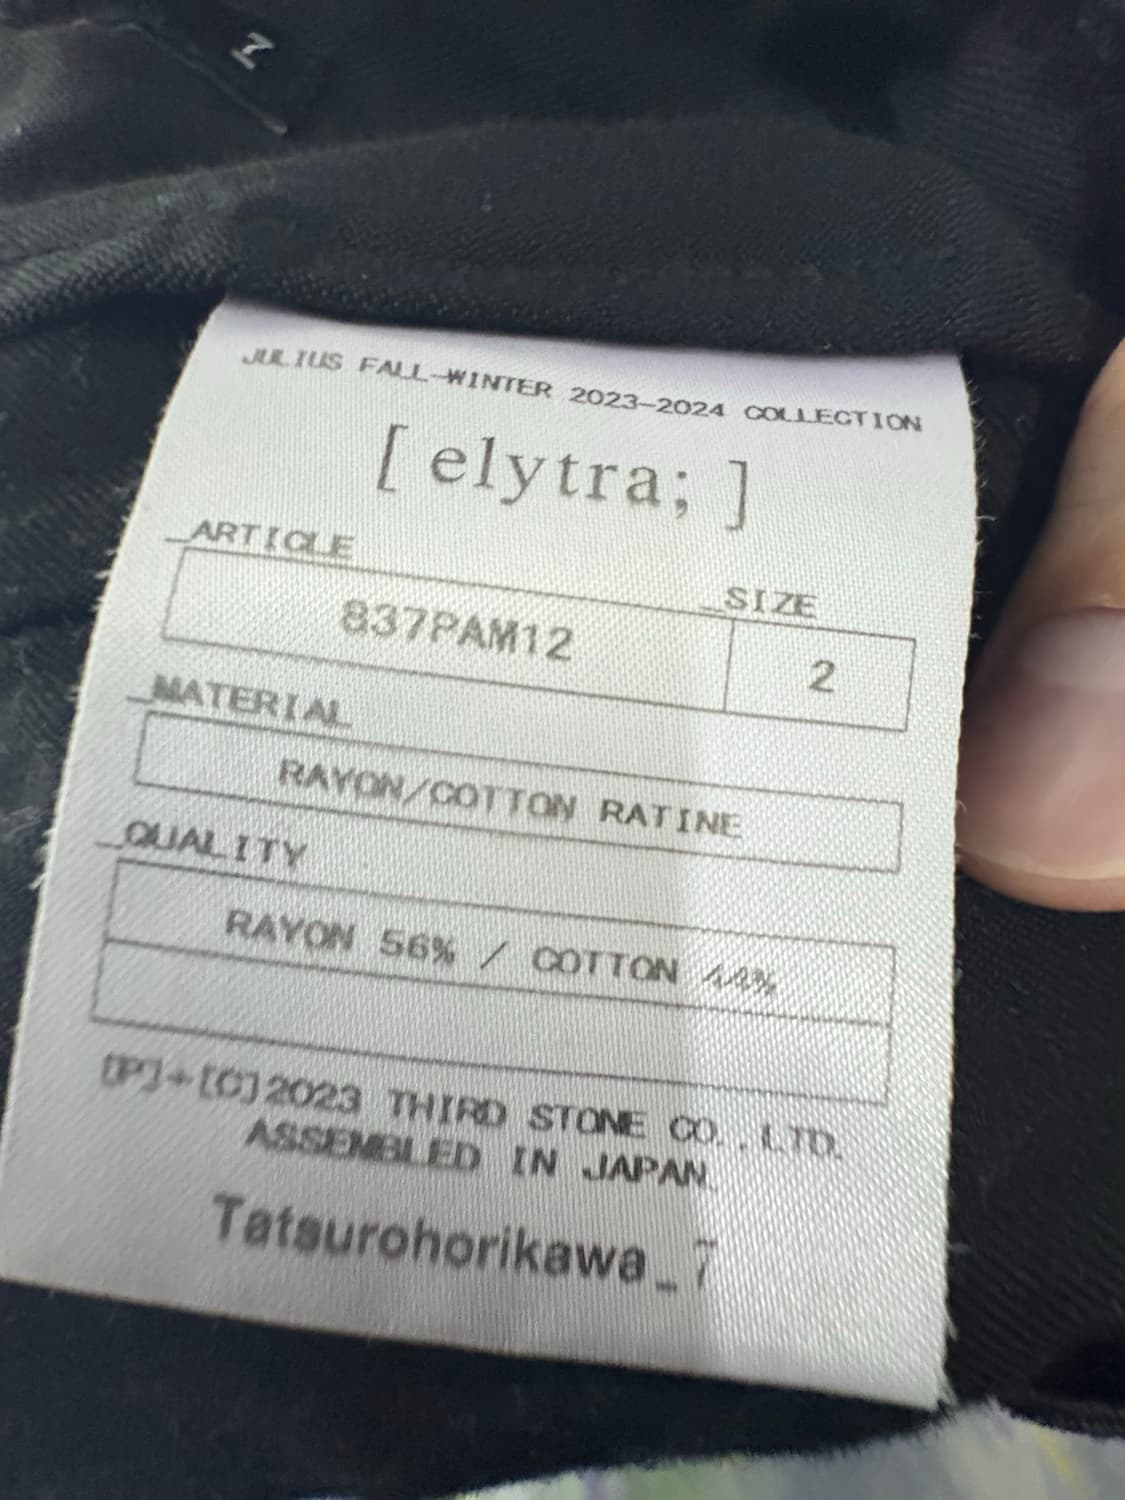 JULIUS FALL-WINTER 2023-2024 COLLECTION
[ elytra; ]
_ARTICLE
_SIZE
837PAM12
2
_MATERIAL
RAYON/COTTON RATINE
_QUALITY
RAYON 56% / COTTON 44%
[P]+[C]2023 THIRD STONE CO.,LTD.
ASSEMBLED IN JAPAN.
Tatsurohorikawa_7